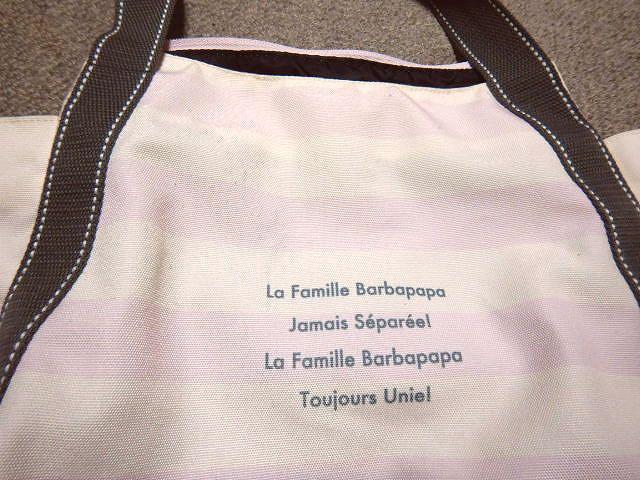 La Famille Barbapapa
Jamais Séparée!
La Famille Barbapapa
Toujours Unie!